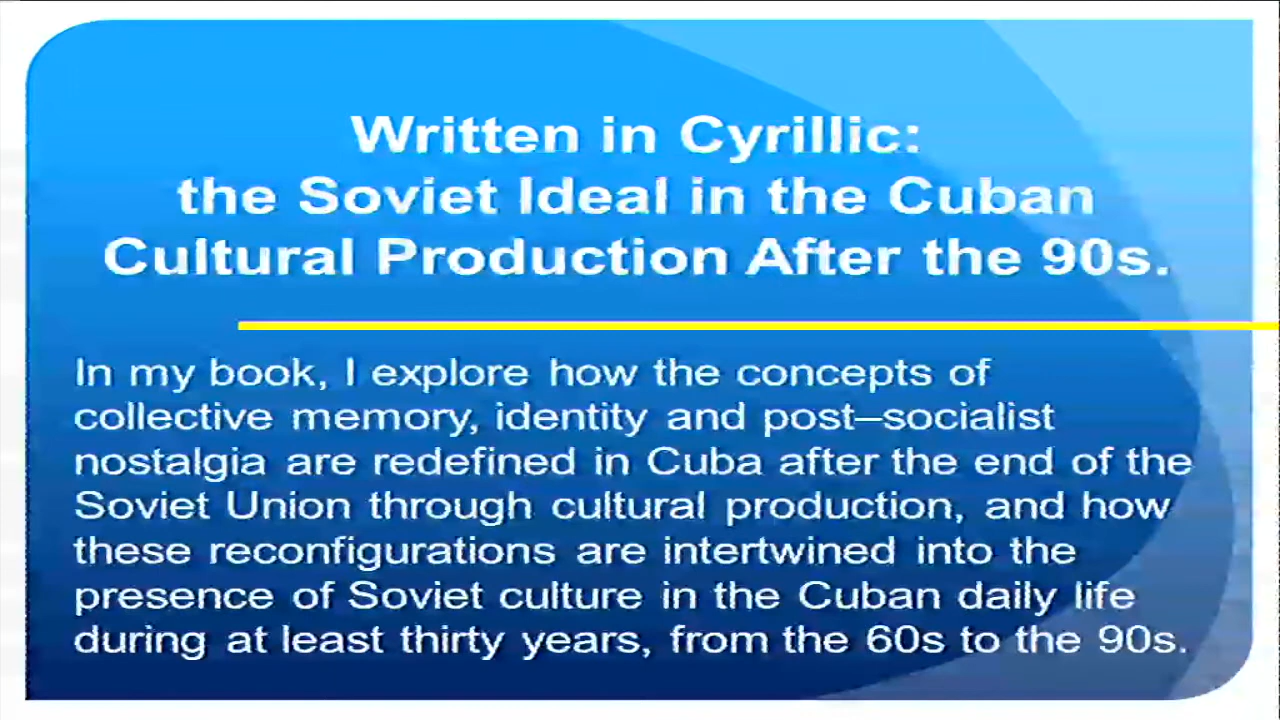 Written in Cyrillic:
the Soviet Ideal in the Cuban
Cultural Production After the 90s.
In my book, I explore how the concepts of
collective memory, identity and post–socialist
nostalgia are redefined in Cuba after the end of the
Soviet Union through cultural production, and how
these reconfigurations are intertwined into the
presence of Soviet culture in the Cuban daily life
during at least thirty years, from the 60s to the 90s.